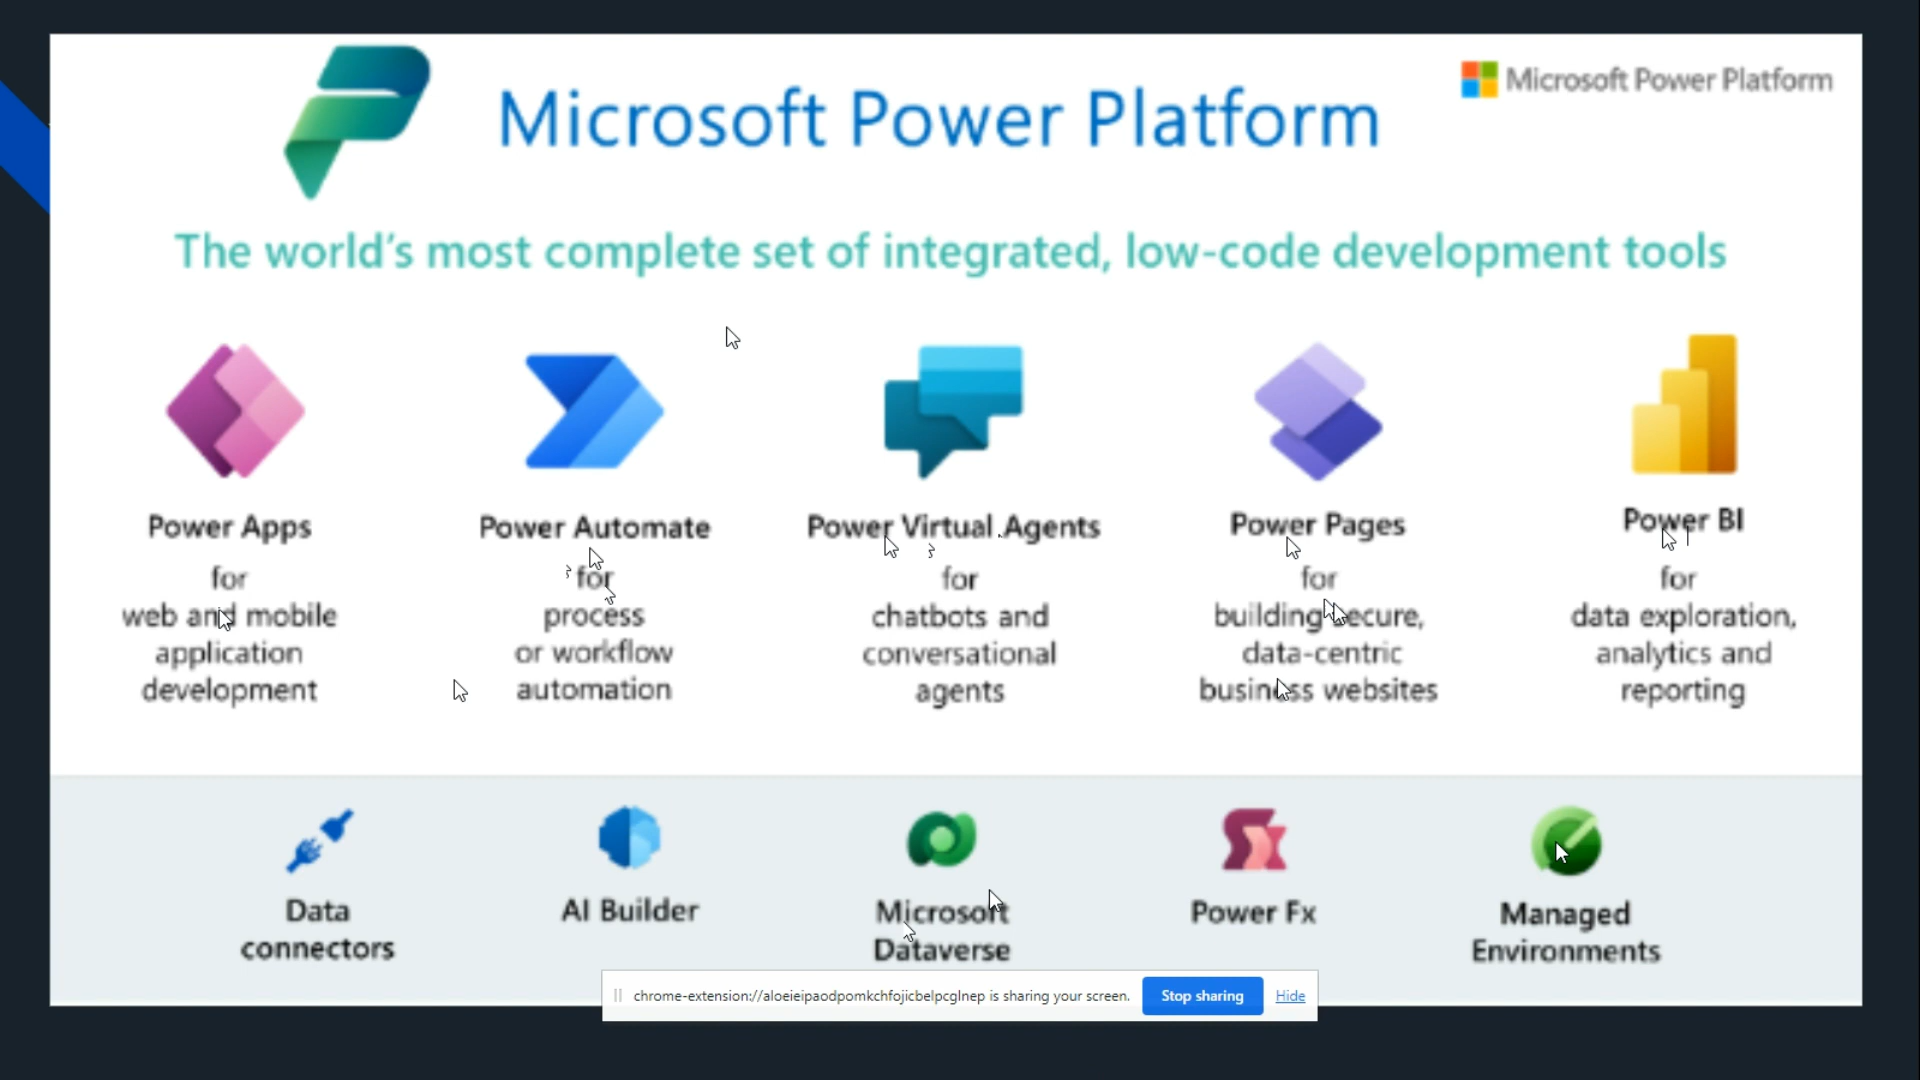 Microsoft Power Platform
Microsoft Power Platform
The world's most complete set of integrated, low-code development tools
Power Apps
for
web and mobile
application
development
Power Automate
for
process
or workflow
automation
Power Virtual Agents
for
chatbots and
conversational
agents
Power Pages
for
building secure,
data-centric
business websites
Power BI
for
data exploration,
analytics and
reporting
Data
connectors
AI Builder
Microsoft
Dataverse
Power Fx
Managed
Environments
chrome-extension://aloeieipaodpomkchfojicbelpcglnep is sharing your screen.
Stop sharing
Hide